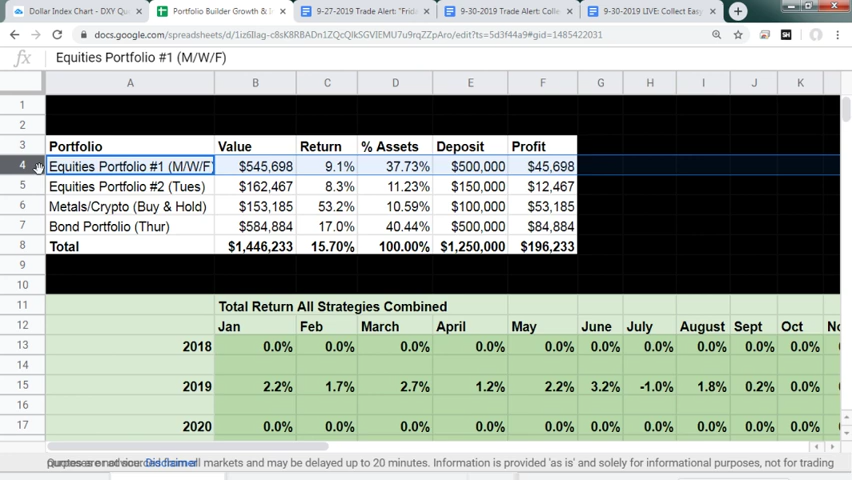 Dollar Index Chart - DXY Qu
Portfolio Builder Growth & I
9-27-2019 Trade Alert: "Frida
9-30-2019 Trade Alert: Colle
9-30-2019 LIVE: Collect Easy
docs.google.com/spreadsheets/d/1iz6IIag-c8sK8RBADn1ZQcQlkSGVIEMU7u9rqZZpAro/edit?ts=5d3f44a9#gid=1485422031
fx Equities Portfolio #1 (M/W/F)
A B C D E F G H I J K
1
2
3 Portfolio Value Return % Assets Deposit Profit
4 Equities Portfolio #1 (M/W/F) $545,698 9.1% 37.73% $500,000 $45,698
5 Equities Portfolio #2 (Tues) $162,467 8.3% 11.23% $150,000 $12,467
6 Metals/Crypto (Buy & Hold) $153,185 53.2% 10.59% $100,000 $53,185
7 Bond Portfolio (Thur) $584,884 17.0% 40.44% $500,000 $84,884
8 Total $1,446,233 15.70% 100.00% $1,250,000 $196,233
9
10
11 Total Return All Strategies Combined
12 Jan Feb March April May June July August Sept Oct No
13 2018 0.0% 0.0% 0.0% 0.0% 0.0% 0.0% 0.0% 0.0% 0.0% 0.0%
14
15 2019 2.2% 1.7% 2.7% 1.2% 2.2% 3.2% -1.0% 1.8% 0.2% 0.0%
16
17 2020 0.0% 0.0% 0.0% 0.0% 0.0% 0.0% 0.0% 0.0% 0.0% 0.0%
Disclaimer all markets and may be delayed up to 20 minutes. Information is provided 'as is' and solely for informational purposes, not for trading